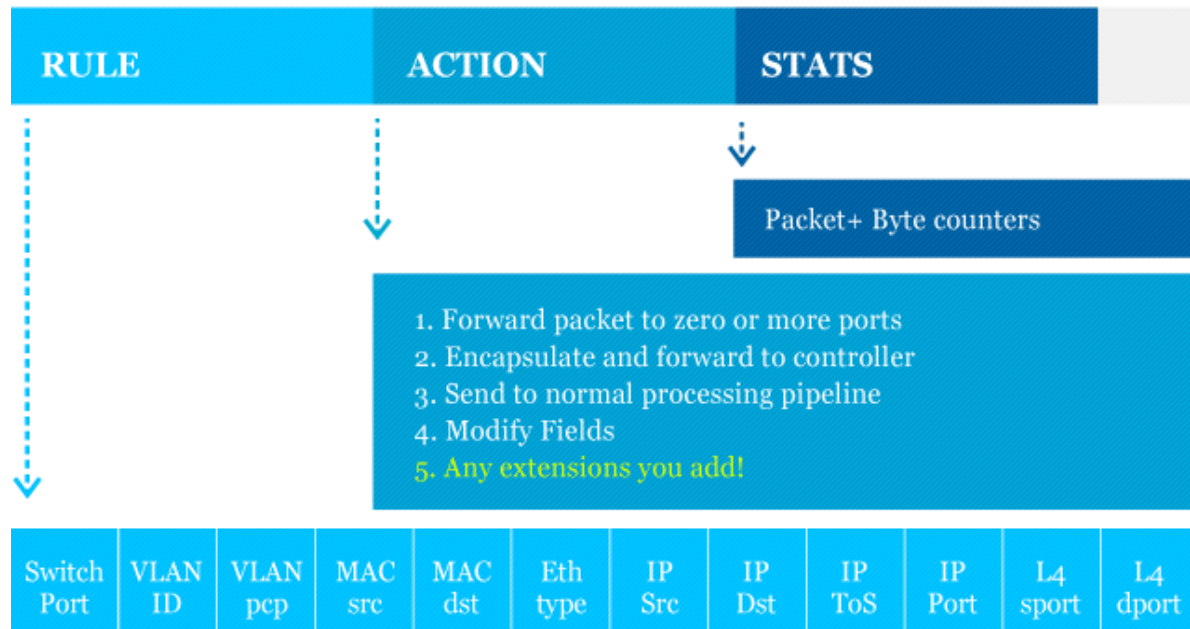 RULE ACTION STATS
Packet+ Byte counters
1. Forward packet to zero or more ports
2. Encapsulate and forward to controller
3. Send to normal processing pipeline
4. Modify Fields
5. Any extensions you add!
Switch Port
VLAN ID
VLAN pcp
MAC src
MAC dst
Eth type
IP Src
IP Dst
IP ToS
IP Port
L4 sport
L4 dport